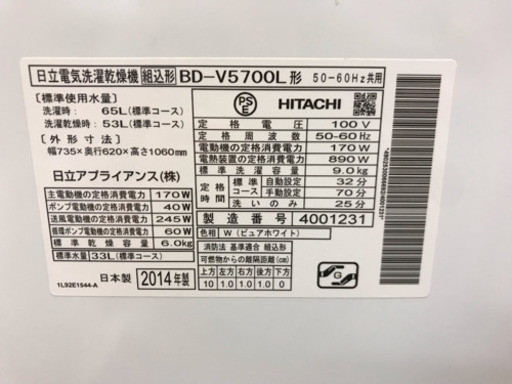 日立電気洗濯乾燥機 組込形 BD-V5700L形 50-60Hz共用
〔標準使用水量〕
洗濯時： 65L(標準コース)
洗濯乾燥時： 53L(標準コース)
〔外形寸法〕
幅735×奥行620×高さ1060mm
日立アプライアンス(株)
主電動機の定格消費電力 170W
ポンプ電動機の定格消費電力 40W
送風電動機の定格消費電力 245W
循環ポンプ電動機の定格消費電力 60W
標準乾燥容量 6.0kg
標準水量 33L(標準コース)
日本製 2014年製
1L92E1544-A
PSE HITACHI
定格電圧 100V
定格周波数 50-60Hz
電動機の定格消費電力 170W
電熱装置の定格消費電力 890W
標準洗濯容量 9.0kg
定格時間 標準コース 自動設定 32分
手動設定 70分
洗いのみ 25分
製造番号 4001231
色相 W (ピュアホワイト)
消防法 基準適合 組込形
可燃物からの離隔距離(cm)
上方 左方 右方 前方 後方 下方
10 1.0 1.0 0 1.0 0
G